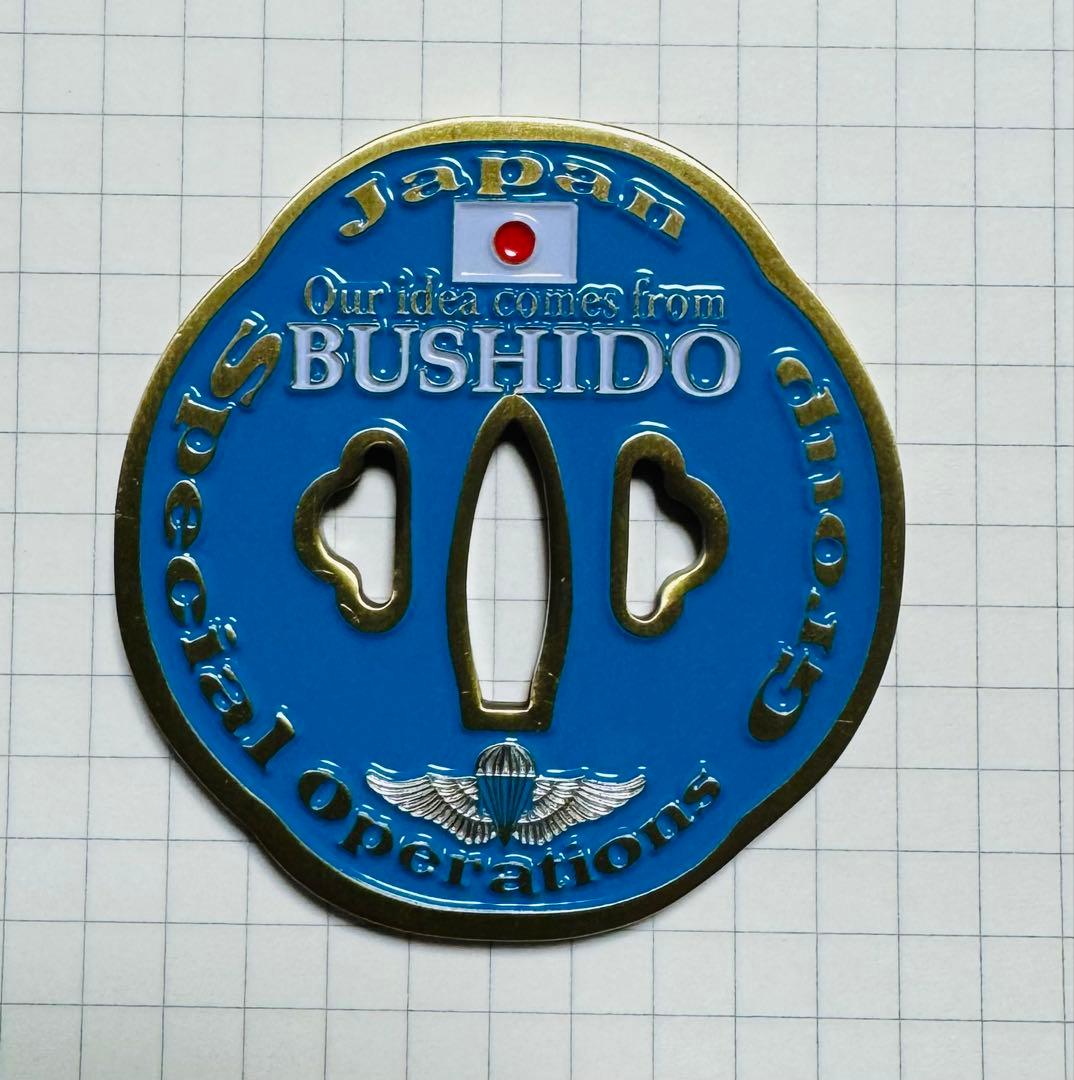 Japan
Our idea comes from
BUSHIDO
Special Operations Group